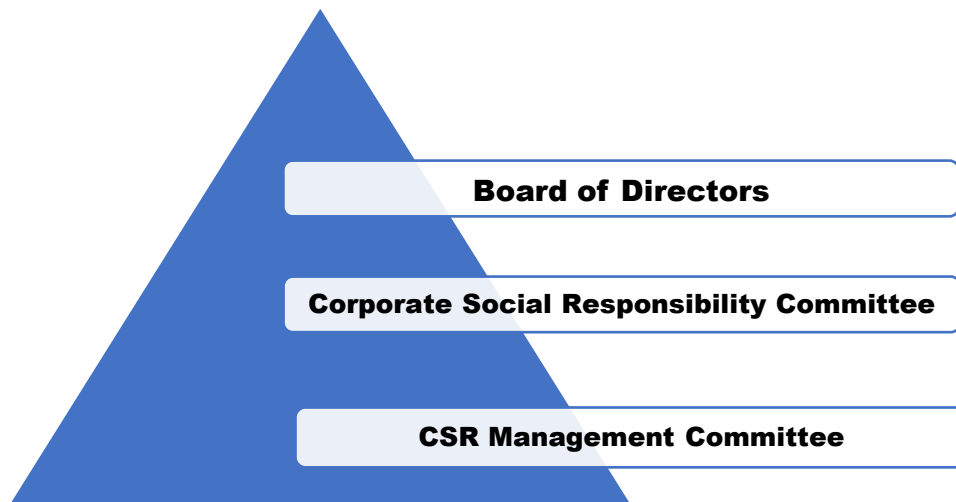 Board of Directors
Corporate Social Responsibility Committee
CSR Management Committee